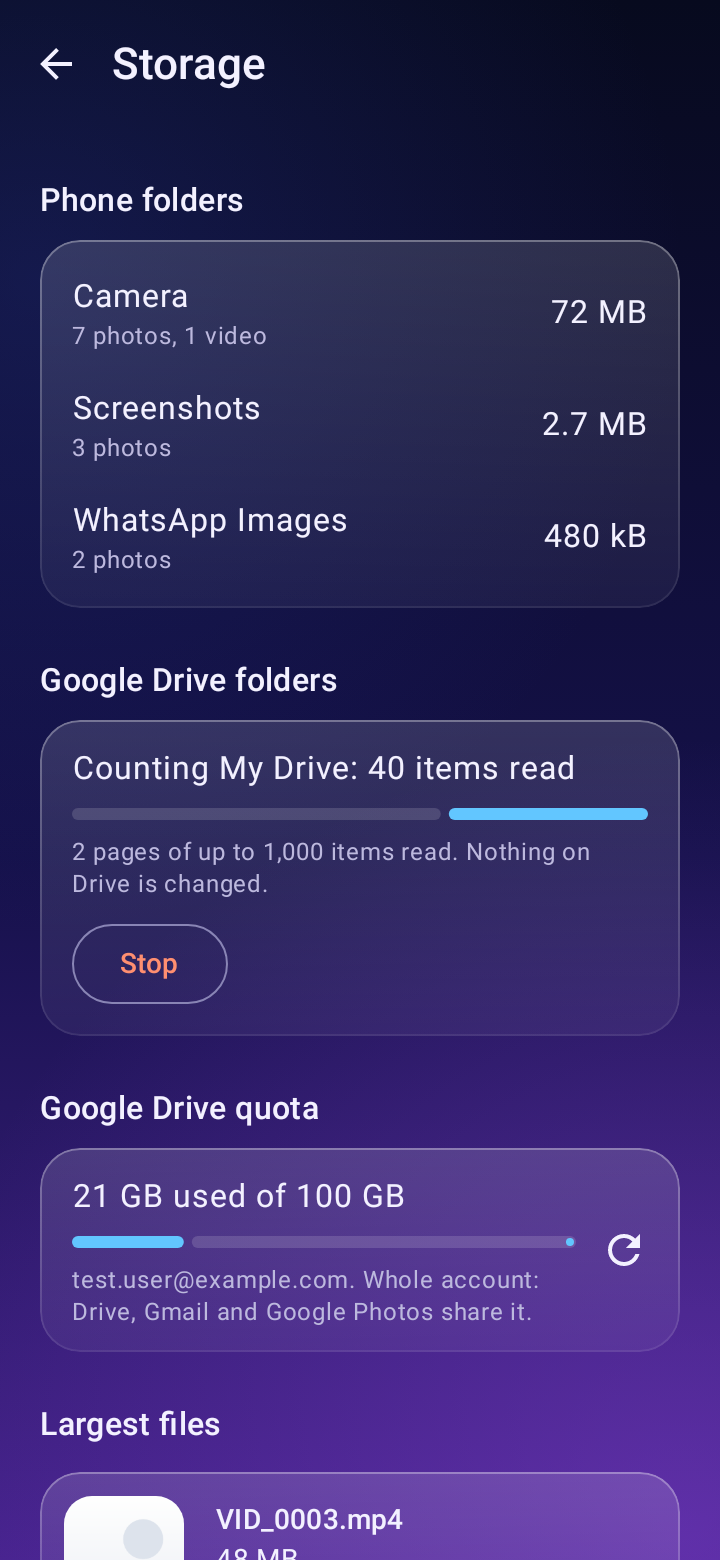 Storage
Phone folders
Camera
7 photos, 1 video
72 MB
Screenshots
3 photos
2.7 MB
WhatsApp Images
2 photos
480 kB
Google Drive folders
Counting My Drive: 40 items read
2 pages of up to 1,000 items read. Nothing on
Drive is changed.
Stop
Google Drive quota
21 GB used of 100 GB
test.user@example.com. Whole account:
Drive, Gmail and Google Photos share it.
Largest files
VID_0003.mp4
48 MB